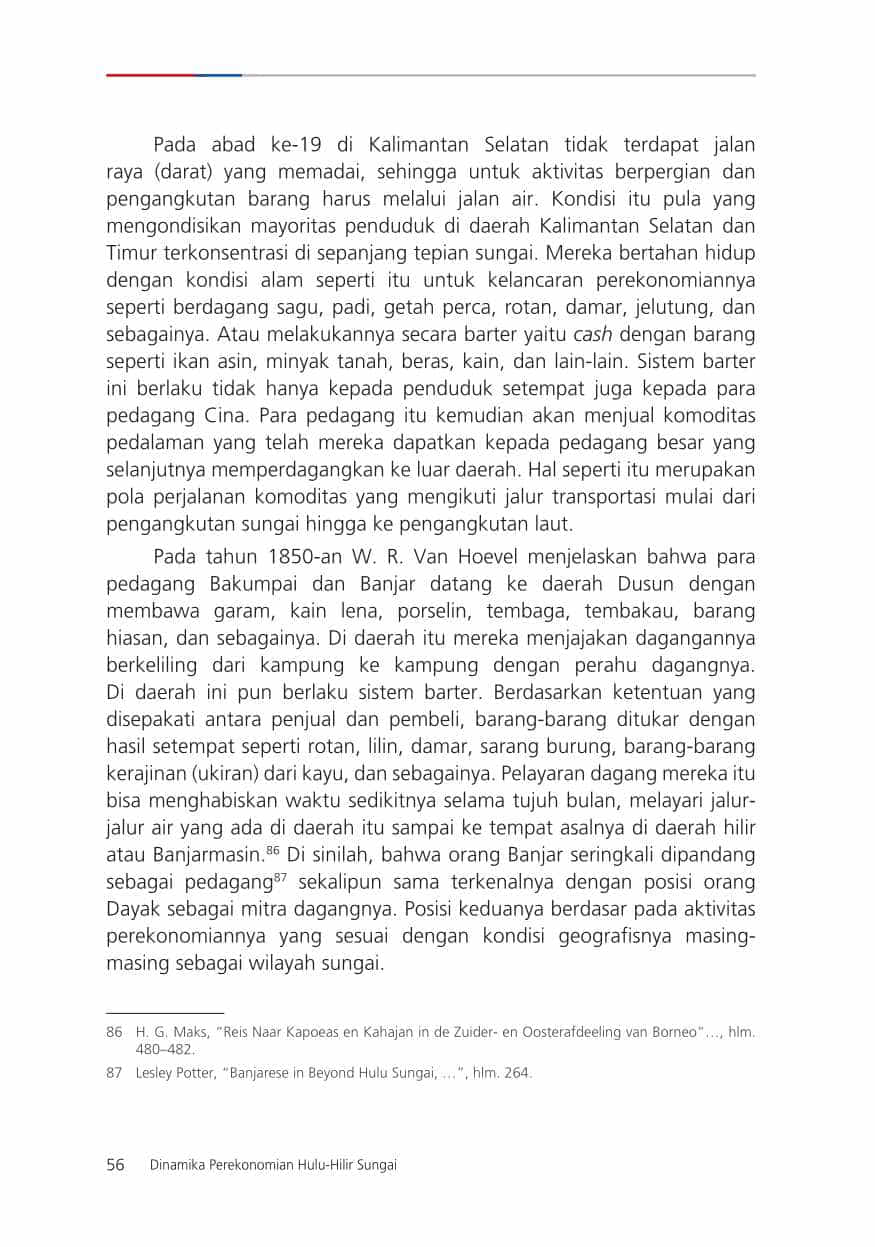 Pada abad ke-19 di Kalimantan Selatan tidak terdapat jalan
raya (darat) yang memadai, sehingga untuk aktivitas berpergian dan
pengangkutan barang harus melalui jalan air. Kondisi itu pula yang
mengondisikan mayoritas penduduk di daerah Kalimantan Selatan dan
Timur terkonsentrasi di sepanjang tepian sungai. Mereka bertahan hidup
dengan kondisi alam seperti itu untuk kelancaran perekonomiannya
seperti berdagang sagu, padi, getah perca, rotan, damar, jelutung, dan
sebagainya. Atau melakukannya secara barter yaitu cash dengan barang
seperti ikan asin, minyak tanah, beras, kain, dan lain-lain. Sistem barter
ini berlaku tidak hanya kepada penduduk setempat juga kepada para
pedagang Cina. Para pedagang itu kemudian akan menjual komoditas
pedalaman yang telah mereka dapatkan kepada pedagang besar yang
selanjutnya memperdagangkan ke luar daerah. Hal seperti itu merupakan
pola perjalanan komoditas yang mengikuti jalur transportasi mulai dari
pengangkutan sungai hingga ke pengangkutan laut.
Pada tahun 1850-an W. R. Van Hoevel menjelaskan bahwa para
pedagang Bakumpai dan Banjar datang ke daerah Dusun dengan
membawa garam, kain lena, porselin, tembaga, tembakau, barang
hiasan, dan sebagainya. Di daerah itu mereka menjajakan dagangannya
berkeliling dari kampung ke kampung dengan perahu dagangnya.
Di daerah ini pun berlaku sistem barter. Berdasarkan ketentuan yang
disepakati antara penjual dan pembeli, barang-barang ditukar dengan
hasil setempat seperti rotan, lilin, damar, sarang burung, barang-barang
kerajinan (ukiran) dari kayu, dan sebagainya. Pelayaran dagang mereka itu
bisa menghabiskan waktu sedikitnya selama tujuh bulan, melayari jalur-
jalur air yang ada di daerah itu sampai ke tempat asalnya di daerah hilir
atau Banjarmasin.86 Di sinilah, bahwa orang Banjar seringkali dipandang
sebagai pedagang87 sekalipun sama terkenalnya dengan posisi orang
Dayak sebagai mitra dagangnya. Posisi keduanya berdasar pada aktivitas
perekonomiannya yang sesuai dengan kondisi geografisnya masing-
masing sebagai wilayah sungai.
86 H. G. Maks, “Reis Naar Kapoeas en Kahajan in de Zuider- en Oosterafdeeling van Borneo“…, hlm.
480–482.
87 Lesley Potter, “Banjarese in Beyond Hulu Sungai, …”, hlm. 264.
56 Dinamika Perekonomian Hulu-Hilir Sungai